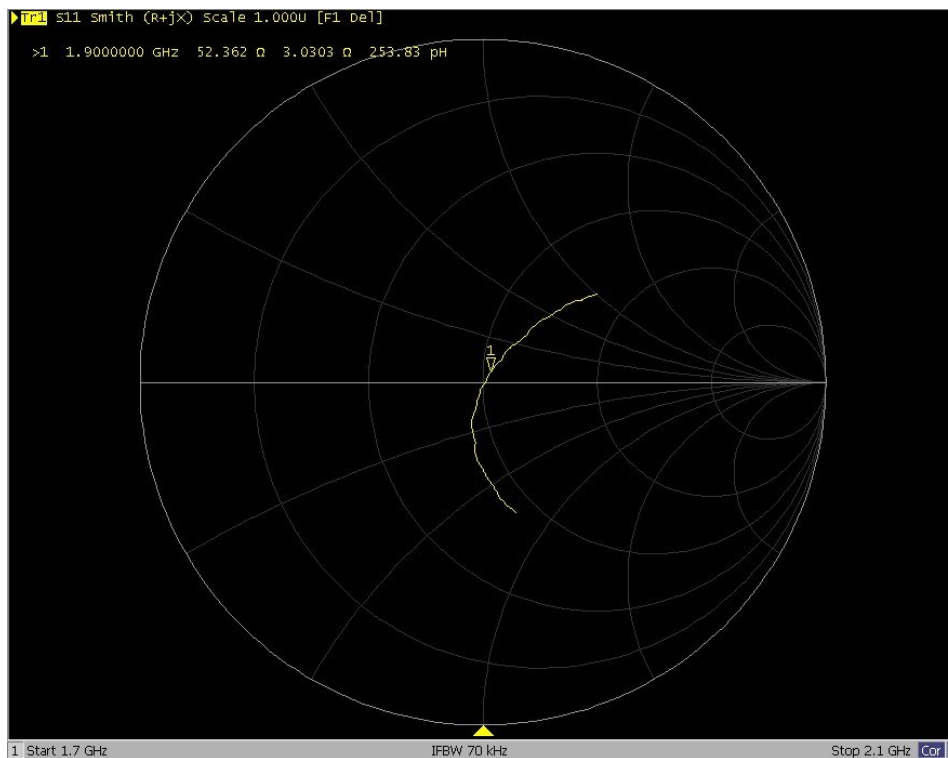 Tr1 S11 Smith (R+jX) Scale 1.000U [F1 Del]
>1 1.9000000 GHz 52.362 Ω 3.0303 Ω 253.83 pH
1
1 Start 1.7 GHz IFBW 70 kHz Stop 2.1 GHz Cor